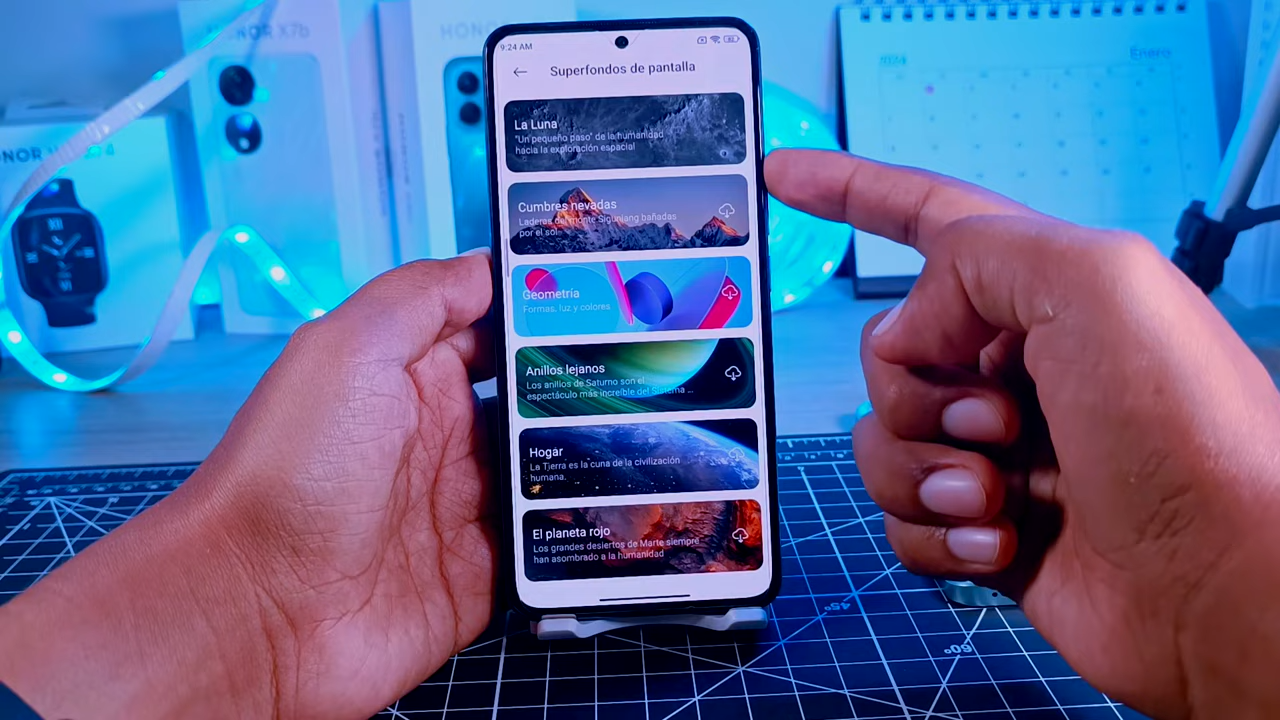 HONOR X7b
HONOR
Enero
9:24 AM
Superfondos de pantalla
La Luna
"Un pequeño paso" de la humanidad
hacia la exploración espacial
Cumbres nevadas
Laderas del monte Siguniang bañadas
por el sol
Geometría
Formas, luz y colores
Anillos lejanos
Los anillos de Saturno son el
espectáculo más increíble del Sistema ...
Hogar
La Tierra es la cuna de la civilización
humana.
El planeta rojo
Los grandes desiertos de Marte siempre
han asombrado a la humanidad
45°
60°